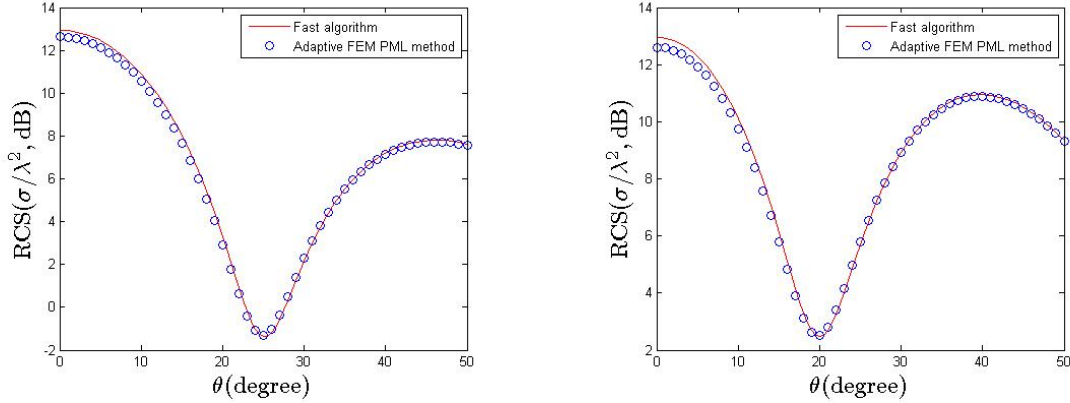 14
12
10
8
6
4
2
0
-2
RCS(σ/λ², dB)
0 10 20 30 40 50
θ(degree)
Fast algorithm
Adaptive FEM PML method
14
12
10
8
6
4
2
RCS(σ/λ², dB)
0 10 20 30 40 50
θ(degree)
Fast algorithm
Adaptive FEM PML method